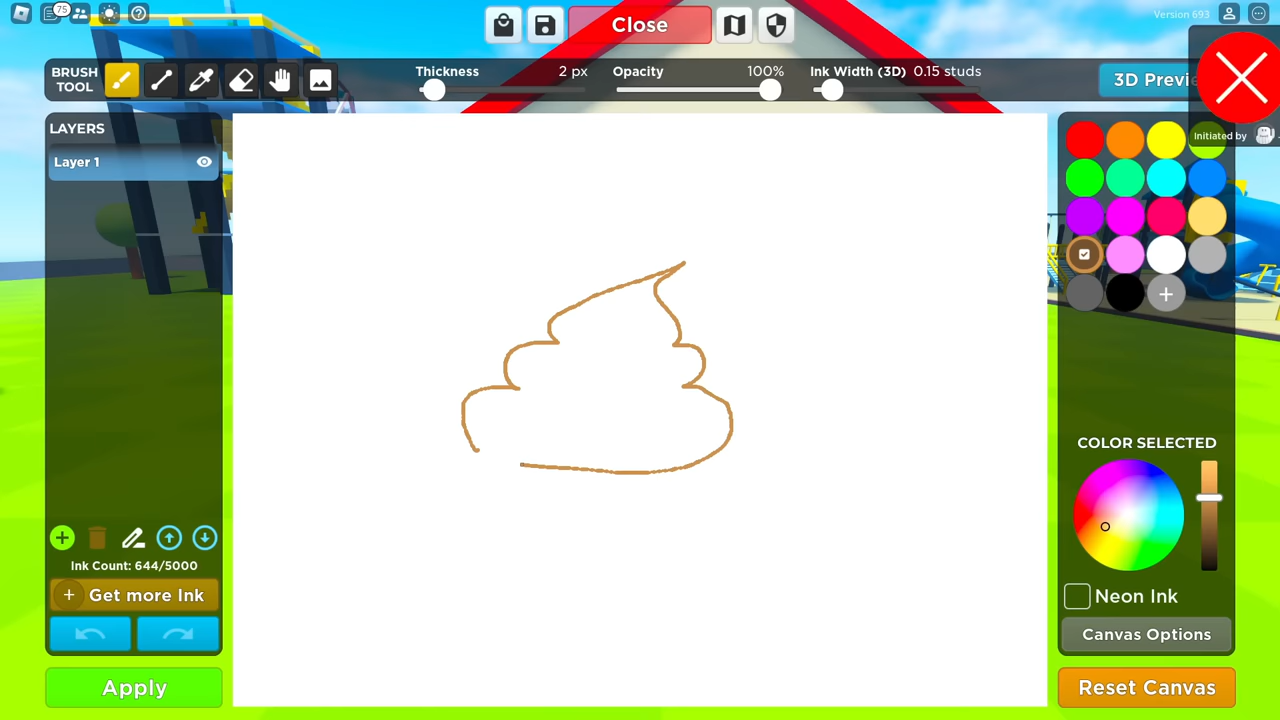 75
Version 693
Close
BRUSH
TOOL
Thickness
2 px
Opacity
100%
Ink Width (3D)
0.15 studs
3D Previe
Initiated by
LAYERS
Layer 1
Ink Count: 644/5000
+ Get more Ink
Apply
COLOR SELECTED
Neon Ink
Canvas Options
Reset Canvas